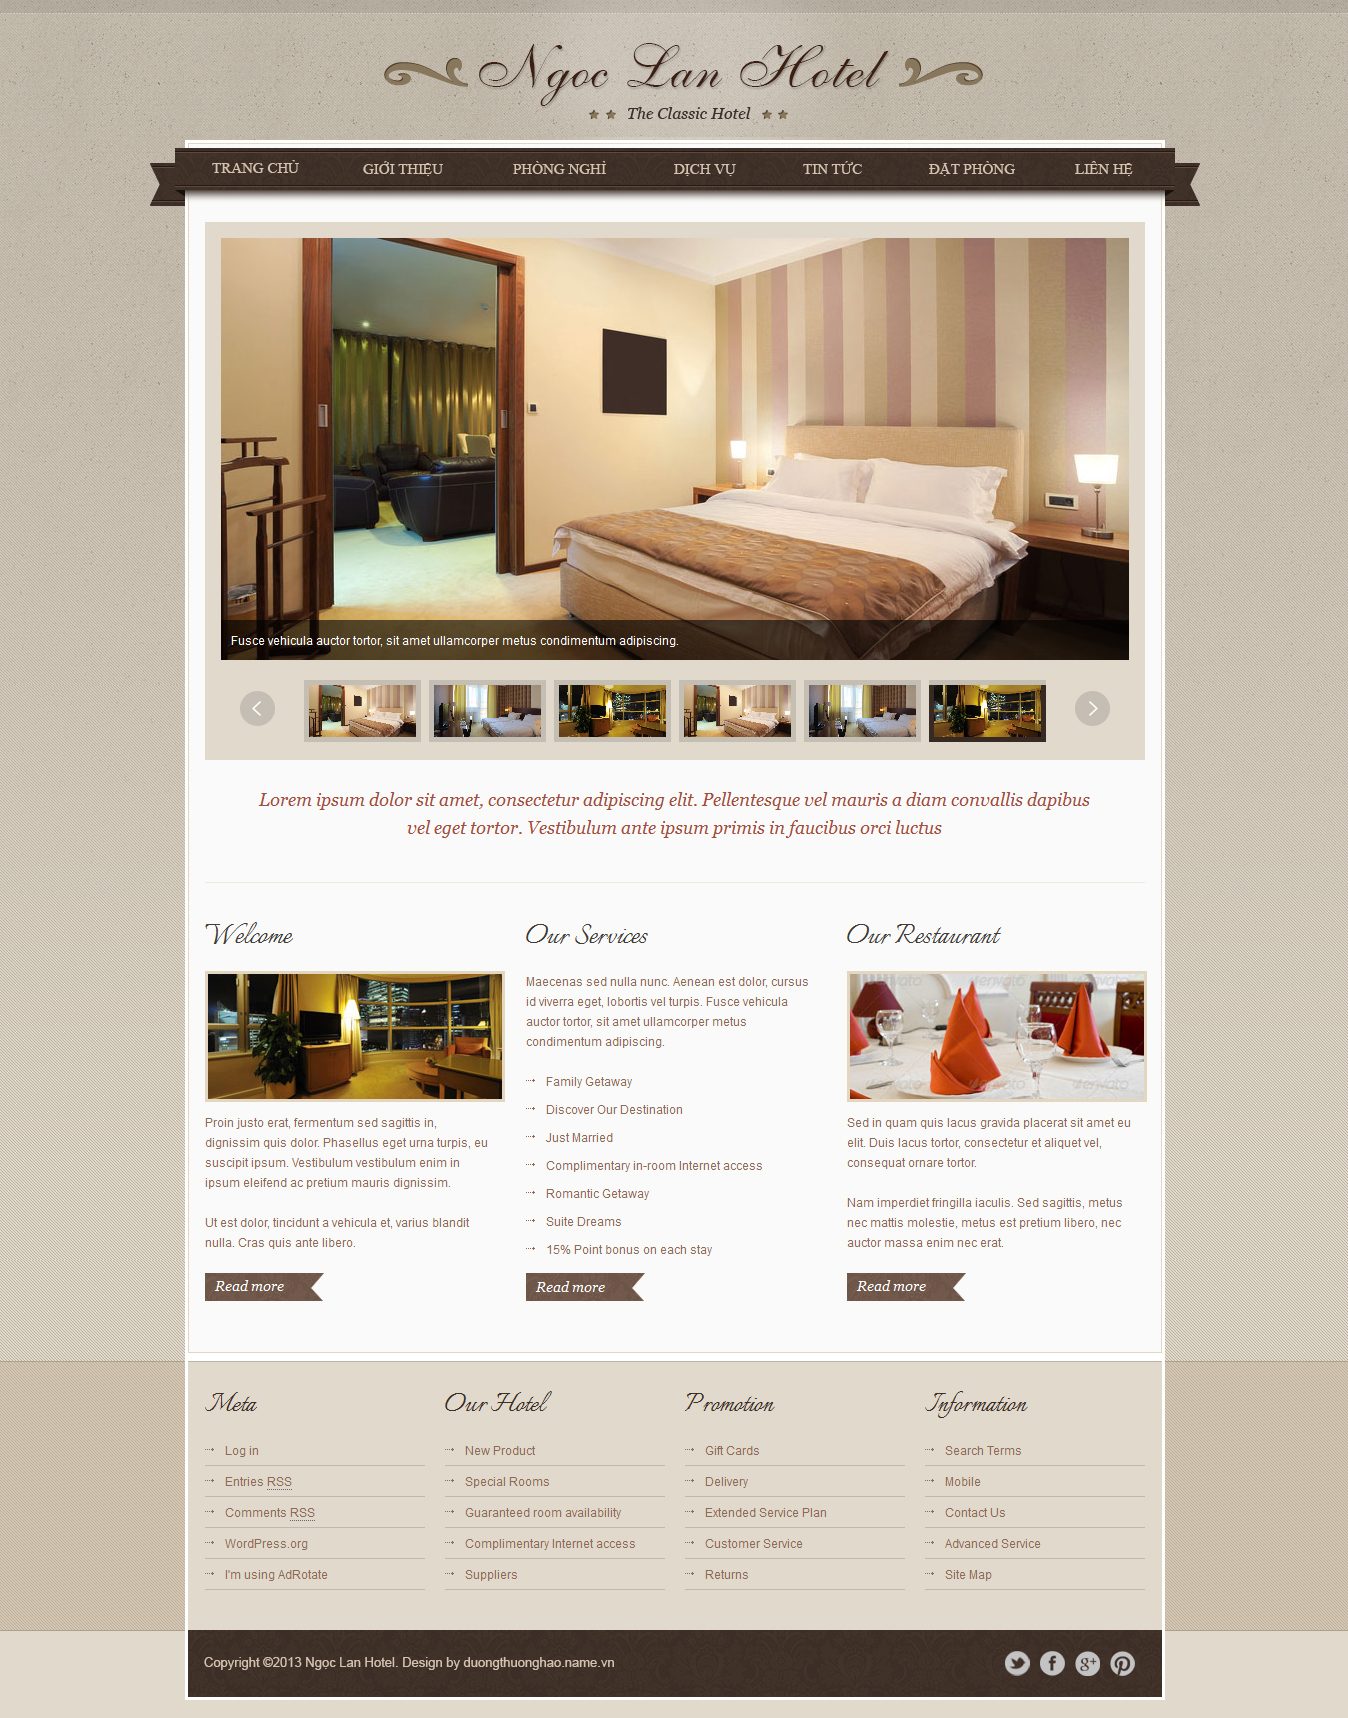 Ngoc Lan Hotel
The Classic Hotel
TRANG CHỦ GIỚI THIỆU PHÒNG NGHỈ DỊCH VỤ TIN TỨC ĐẶT PHÒNG LIÊN HỆ
Fusce vehicula auctor tortor, sit amet ullamcorper metus condimentum adipiscing.
Lorem ipsum dolor sit amet, consectetur adipiscing elit. Pellentesque vel mauris a diam convallis dapibus
vel eget tortor. Vestibulum ante ipsum primis in faucibus orci luctus
Welcome
Proin justo erat, fermentum sed sagittis in,
dignissim quis dolor. Phasellus eget urna turpis, eu
suscipit ipsum. Vestibulum vestibulum enim in
ipsum eleifend ac pretium mauris dignissim.
Ut est dolor, tincidunt a vehicula et, varius blandit
nulla. Cras quis ante libero.
Read more
Our Services
Maecenas sed nulla nunc. Aenean est dolor, cursus
id viverra eget, lobortis vel turpis. Fusce vehicula
auctor tortor, sit amet ullamcorper metus
condimentum adipiscing.
Family Getaway
Discover Our Destination
Just Married
Complimentary in-room Internet access
Romantic Getaway
Suite Dreams
15% Point bonus on each stay
Read more
Our Restaurant
Sed in quam quis lacus gravida placerat sit amet eu
elit. Duis lacus tortor, consectetur et aliquet vel,
consequat ornare tortor.
Nam imperdiet fringilla iaculis. Sed sagittis, metus
nec mattis molestie, metus est pretium libero, nec
auctor massa enim nec erat.
Read more
Meta
Log in
Entries RSS
Comments RSS
WordPress.org
I'm using AdRotate
Our Hotel
New Product
Special Rooms
Guaranteed room availability
Complimentary Internet access
Suppliers
Promotion
Gift Cards
Delivery
Extended Service Plan
Customer Service
Returns
Information
Search Terms
Mobile
Contact Us
Advanced Service
Site Map
Copyright ©2013 Ngọc Lan Hotel. Design by duongthuonghao.name.vn